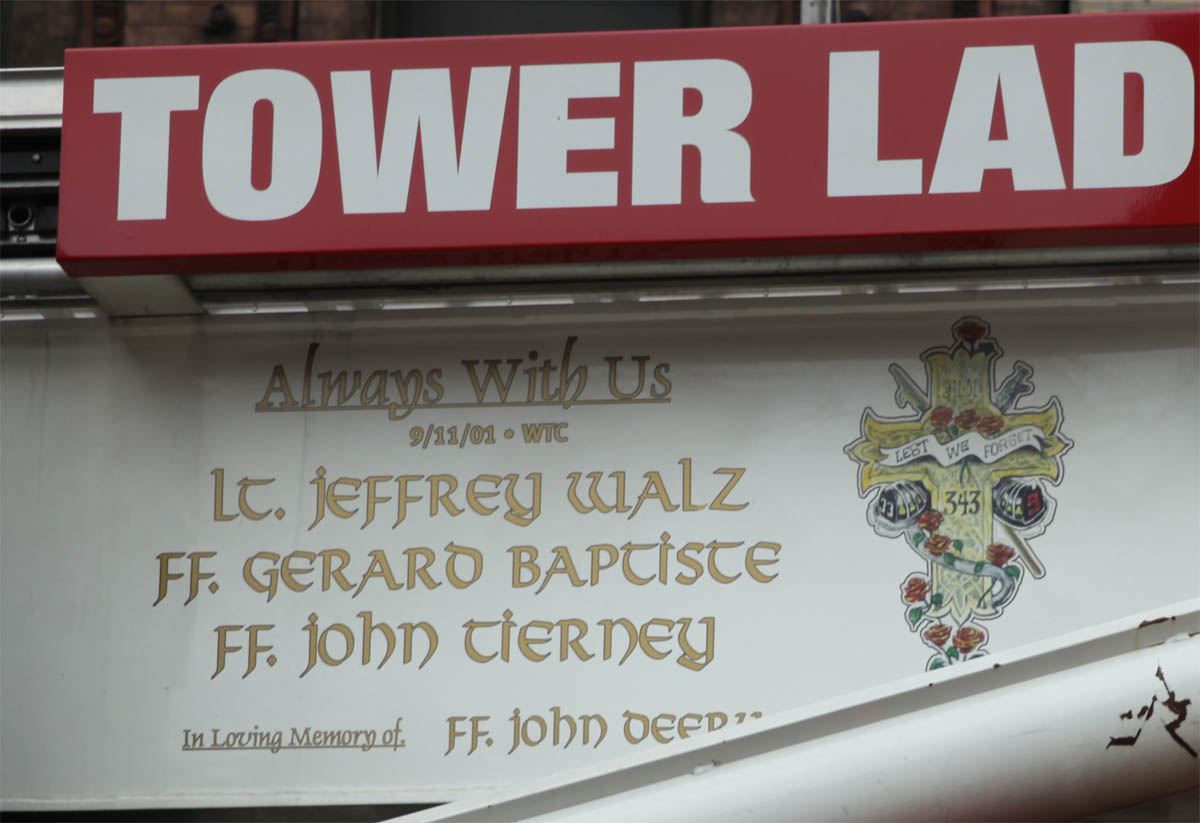 TOWER LAD
Always With Us
9/11/01 • WTC
LT. JEFFREY WALZ
FF. GERARD BAPTISTE
FF. JOHN TIERNEY
In Loving Memory of. FF. JOHN DEERY
LEST WE FORGET
343